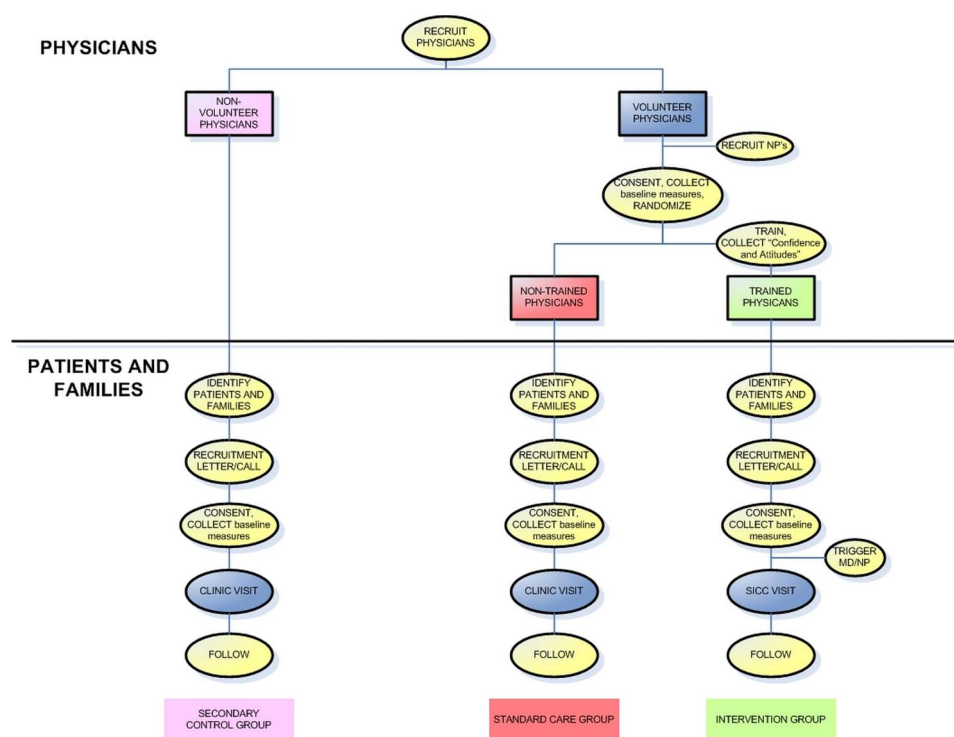 PHYSICIANS
RECRUIT
PHYSICIANS
NON-
VOLUNTEER
PHYSICIANS
VOLUNTEER
PHYSICIANS
RECRUIT NP's
CONSENT, COLLECT
baseline measures,
RANDOMIZE
TRAIN,
COLLECT "Confidence
and Attitudes"
NON-TRAINED
PHYSICIANS
TRAINED
PHYSICANS
PATIENTS AND
FAMILIES
IDENTIFY
PATIENTS AND
FAMILIES
IDENTIFY
PATIENTS AND
FAMILIES
IDENTIFY
PATIENTS AND
FAMILIES
RECRUITMENT
LETTER/CALL
RECRUITMENT
LETTER/CALL
RECRUITMENT
LETTER/CALL
CONSENT,
COLLECT baseline
measures
CONSENT,
COLLECT baseline
measures
CONSENT,
COLLECT baseline
measures
TRIGGER
MD/NP
CLINIC VISIT
CLINIC VISIT
SICC VISIT
FOLLOW
FOLLOW
FOLLOW
SECONDARY
CONTROL GROUP
STANDARD CARE GROUP
INTERVENTION GROUP